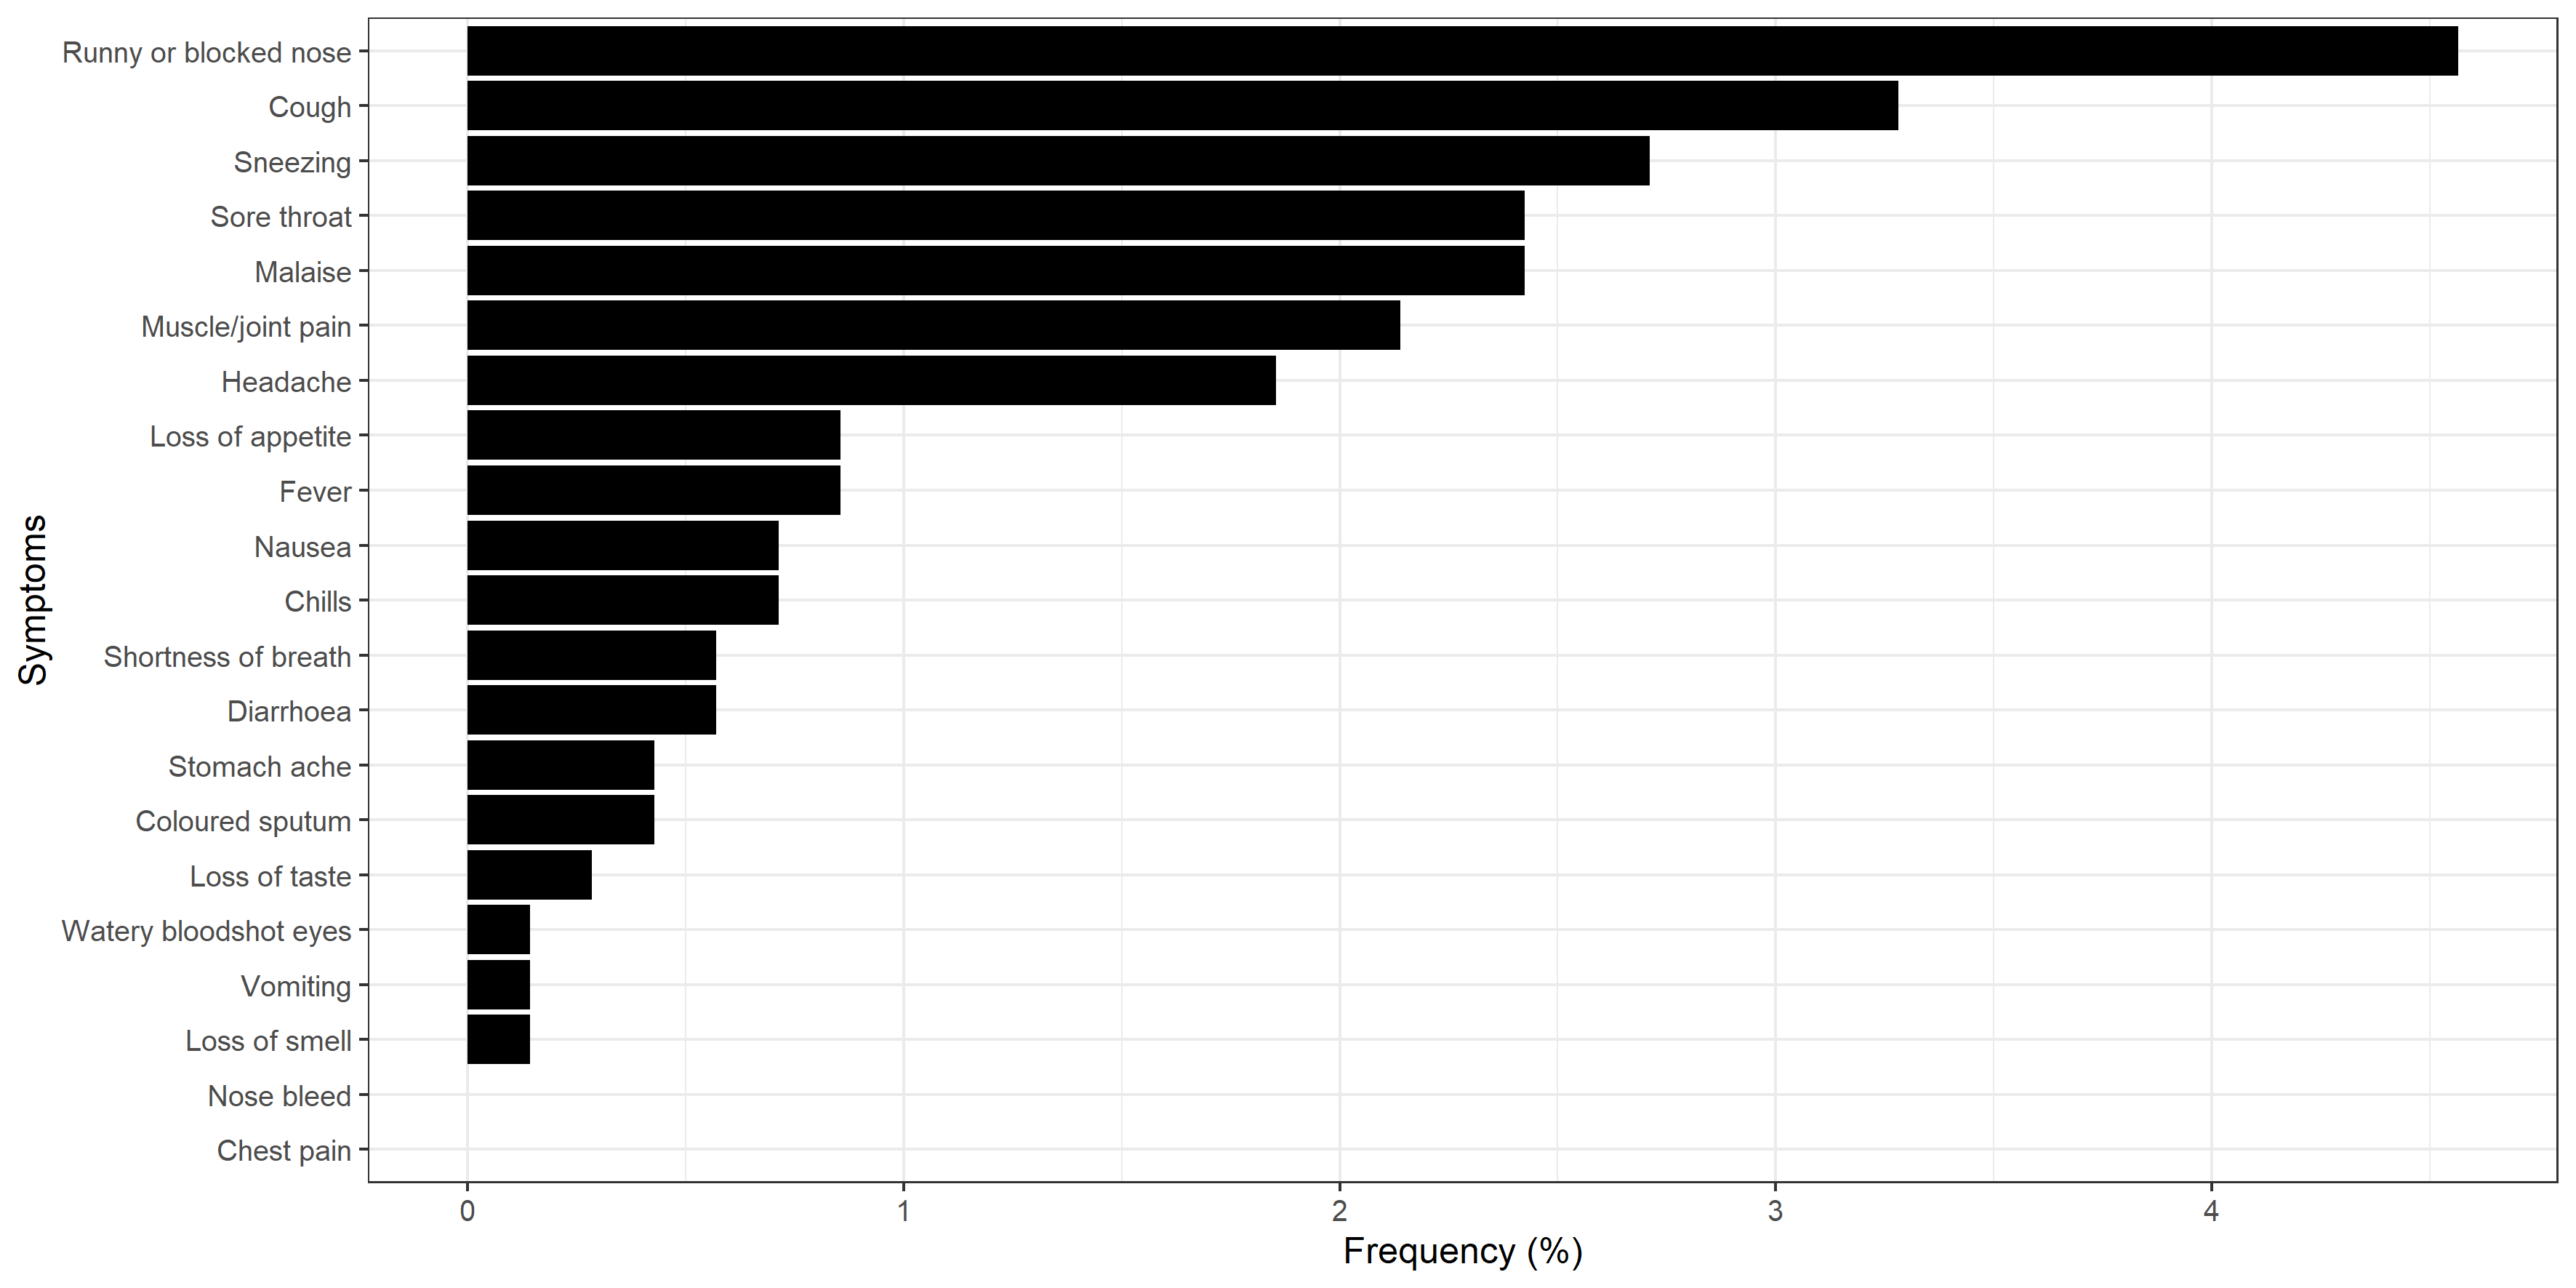 Runny or blocked nose
Cough
Sneezing
Sore throat
Malaise
Muscle/joint pain
Headache
Loss of appetite
Fever
Nausea
Chills
Shortness of breath
Diarrhoea
Stomach ache
Coloured sputum
Loss of taste
Watery bloodshot eyes
Vomiting
Loss of smell
Nose bleed
Chest pain
Symptoms
0 1 2 3 4
Frequency (%)